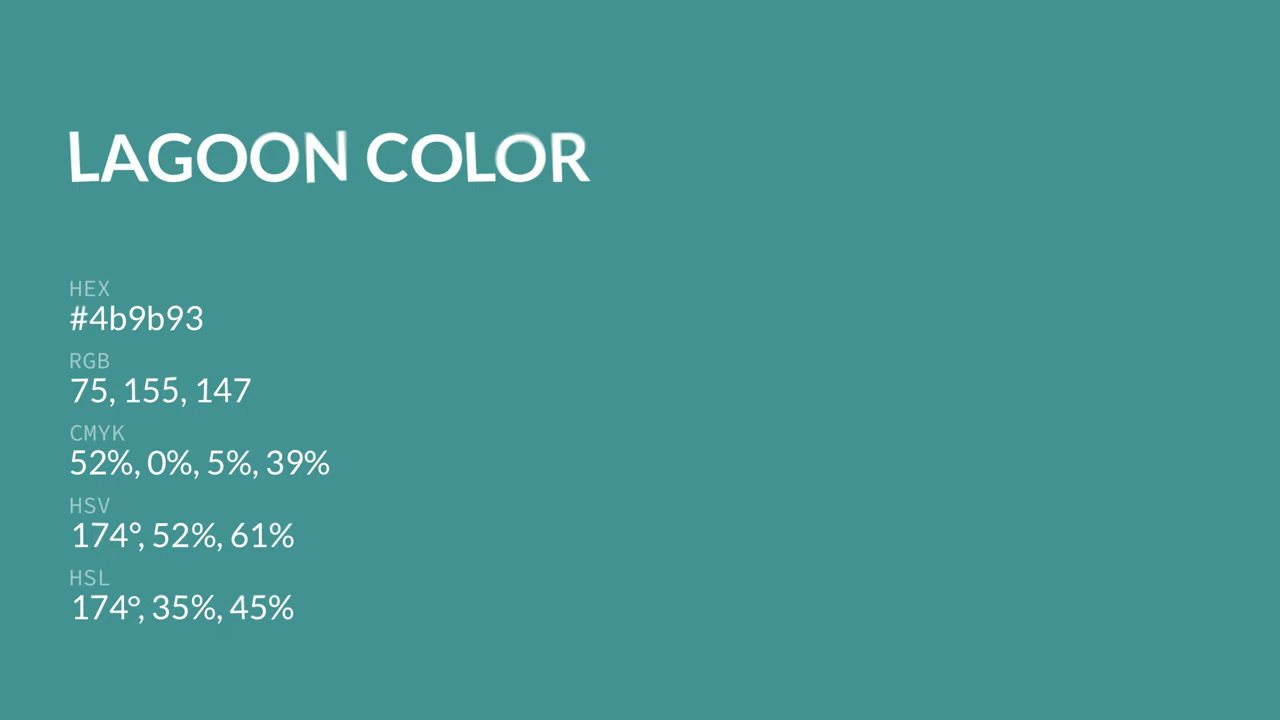 LAGOON COLOR
HEX
#4b9b93
RGB
75, 155, 147
CMYK
52%, 0%, 5%, 39%
HSV
174°, 52%, 61%
HSL
174°, 35%, 45%